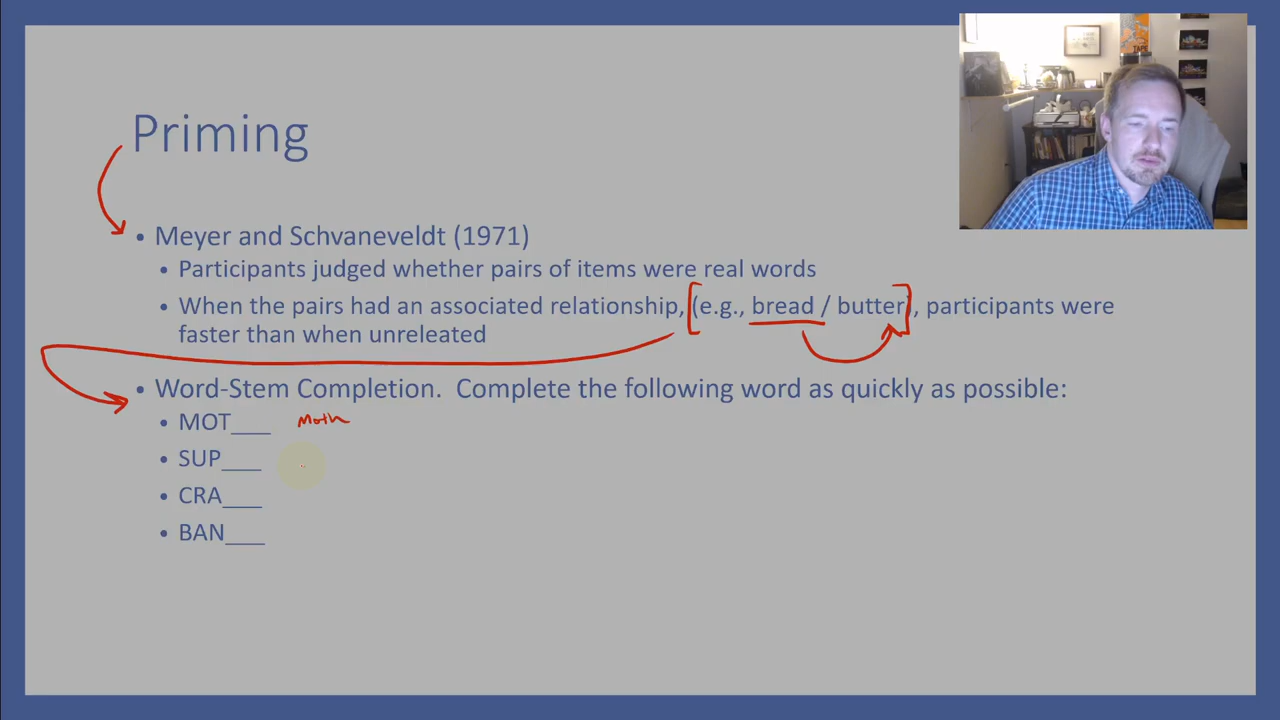 Priming
• Meyer and Schvaneveldt (1971)
• Participants judged whether pairs of items were real words
• When the pairs had an associated relationship, (e.g., bread / butter), participants were
faster than when unreleated
• Word-Stem Completion. Complete the following word as quickly as possible:
• MOT___ Moth
• SUP___
• CRA___
• BAN___
TAPE